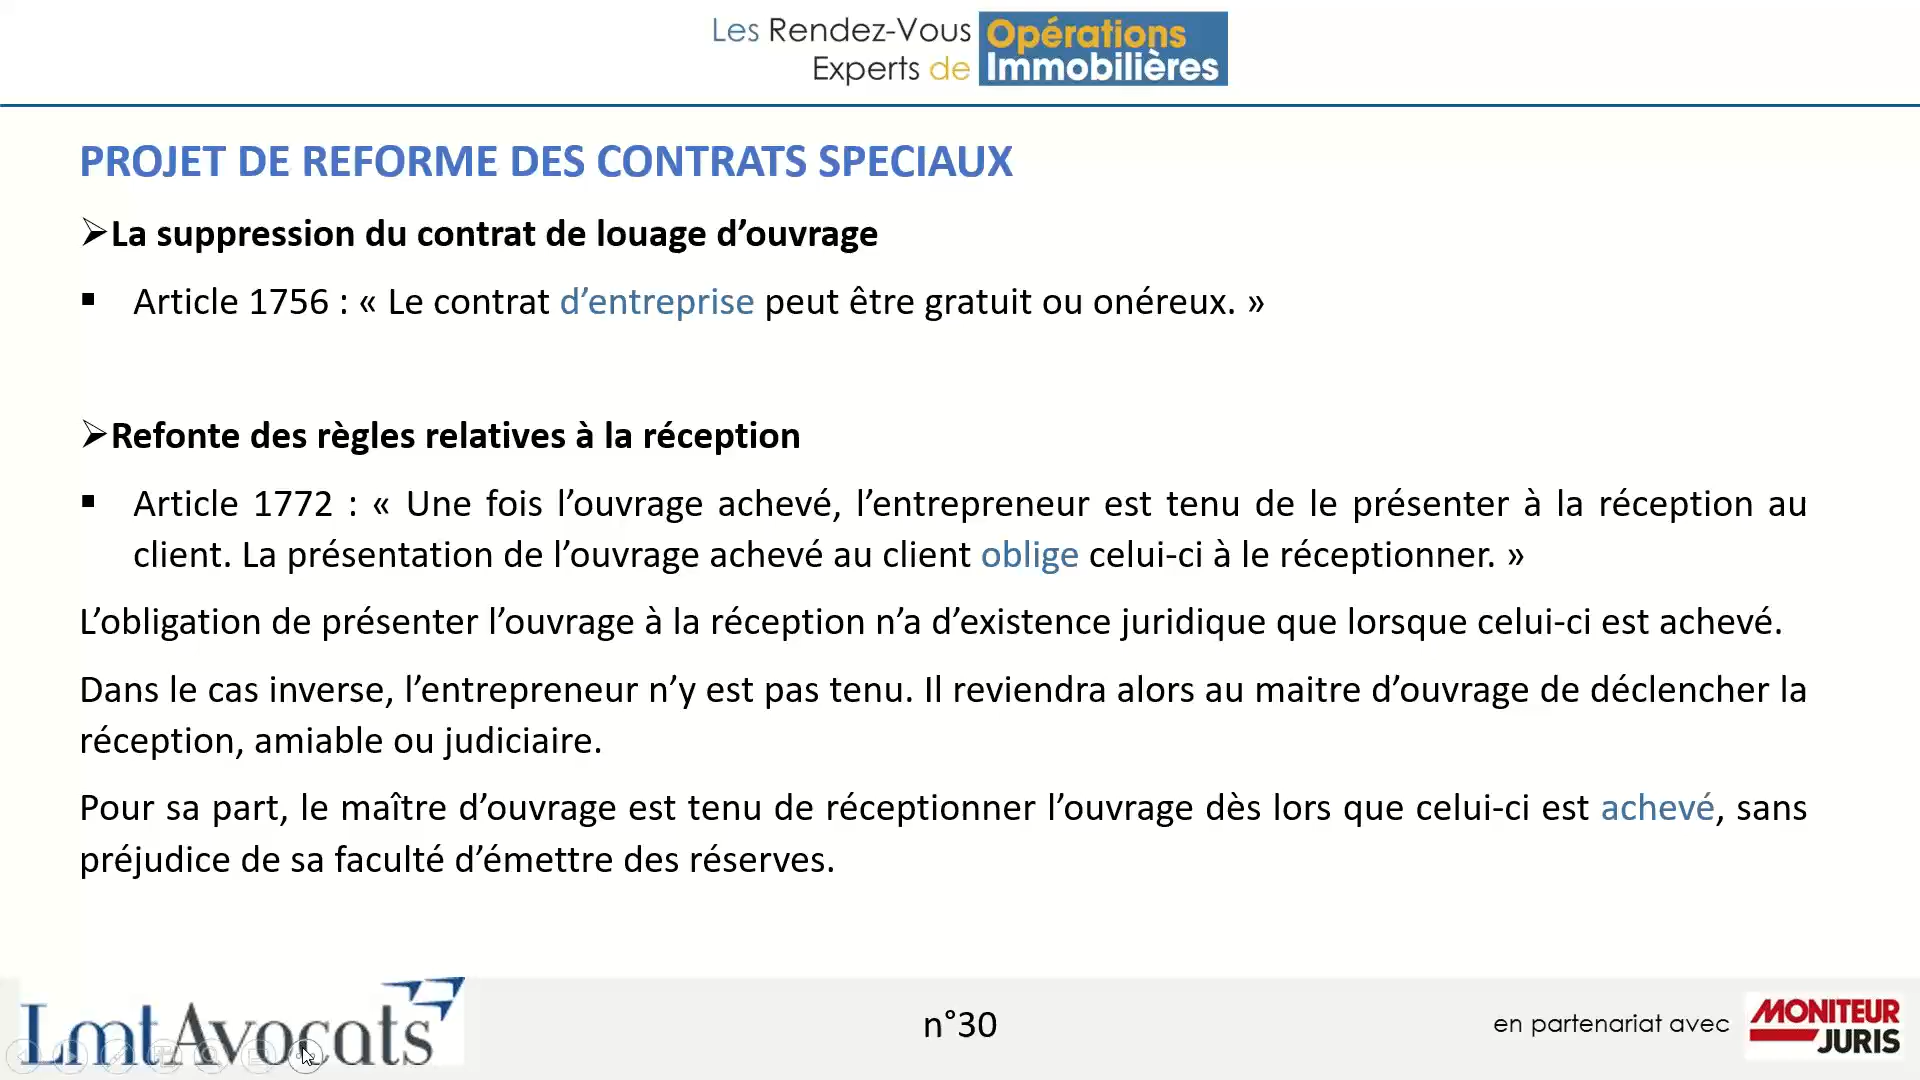 Les Rendez-Vous Opérations
Experts de Immobilières
PROJET DE REFORME DES CONTRATS SPECIAUX
➢La suppression du contrat de louage d’ouvrage
▪ Article 1756 : « Le contrat d’entreprise peut être gratuit ou onéreux. »
➢Refonte des règles relatives à la réception
▪ Article 1772 : « Une fois l’ouvrage achevé, l’entrepreneur est tenu de le présenter à la réception au
client. La présentation de l’ouvrage achevé au client oblige celui-ci à le réceptionner. »
L’obligation de présenter l’ouvrage à la réception n’a d’existence juridique que lorsque celui-ci est achevé.
Dans le cas inverse, l’entrepreneur n’y est pas tenu. Il reviendra alors au maitre d’ouvrage de déclencher la
réception, amiable ou judiciaire.
Pour sa part, le maître d’ouvrage est tenu de réceptionner l’ouvrage dès lors que celui-ci est achevé, sans
préjudice de sa faculté d’émettre des réserves.
LmtAvocats
n°30
en partenariat avec
MONITEUR
JURIS